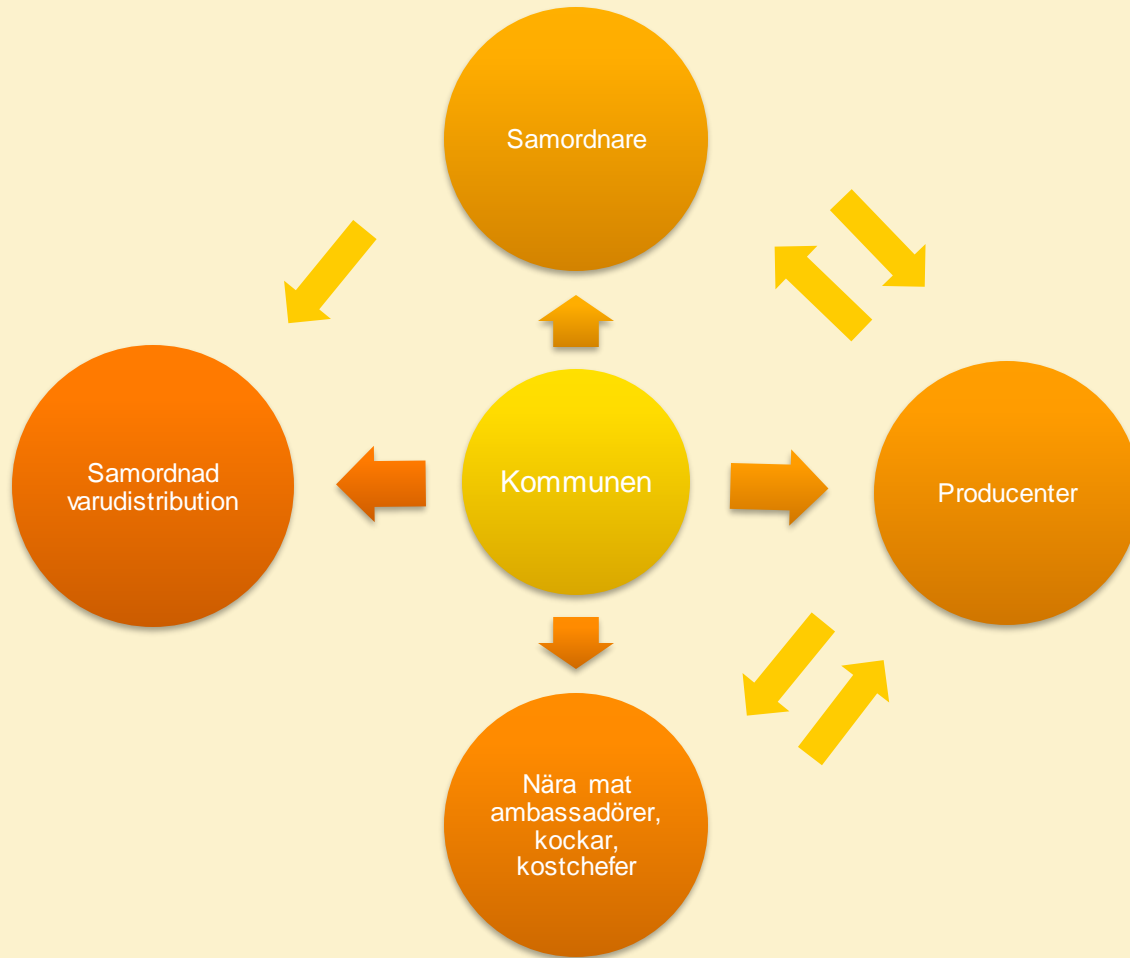 Samordnare
Samordnad
varudistribution
Kommunen
Producenter
Nära mat
ambassadörer,
kockar,
kostchefer